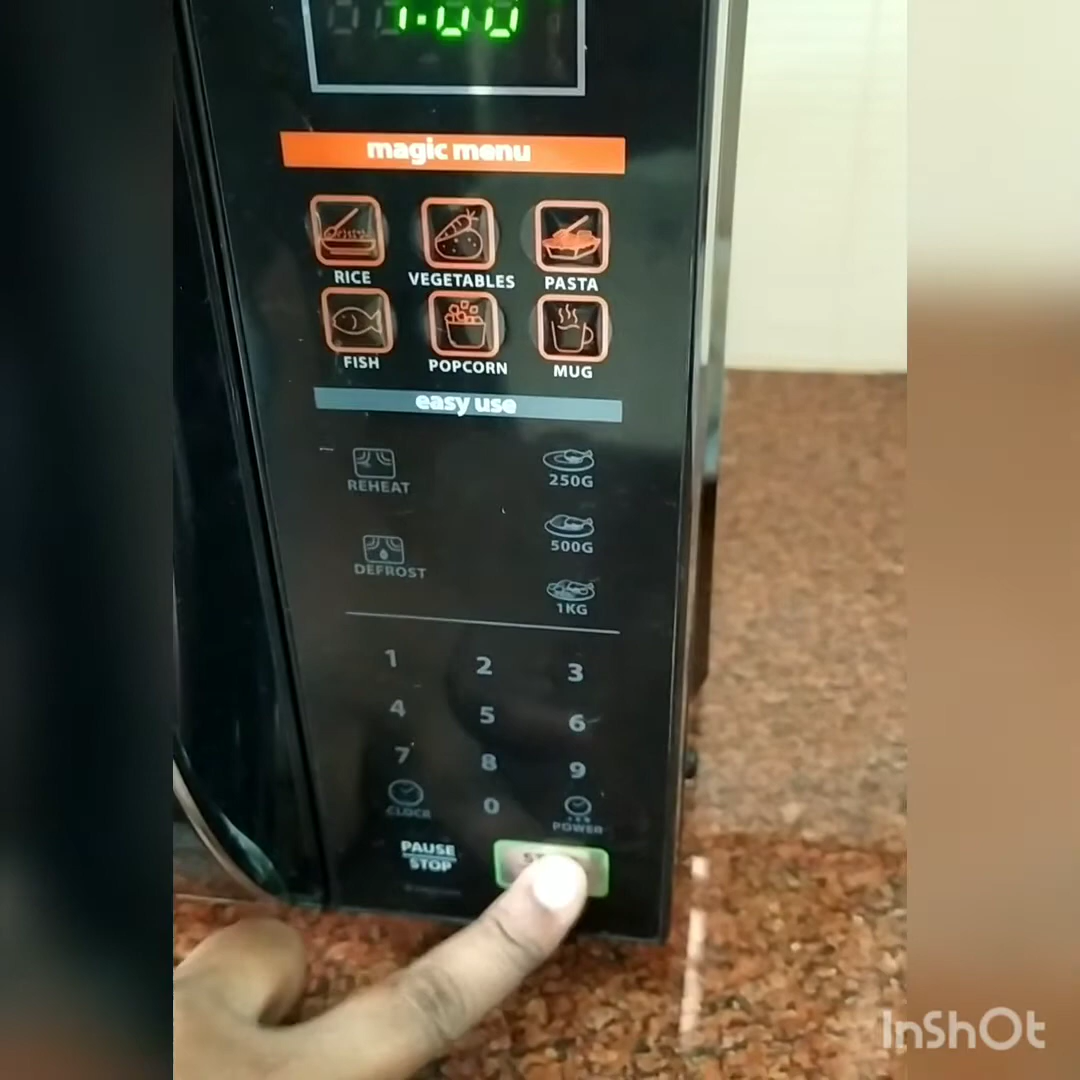 1:00
magic menu
RICE VEGETABLES PASTA
FISH POPCORN MUG
easy use
REHEAT 250G
500G
DEFROST
1KG
1 2 3
4 5 6
7 8 9
CLOCK 0 POWER
PAUSE
STOP
InShOt